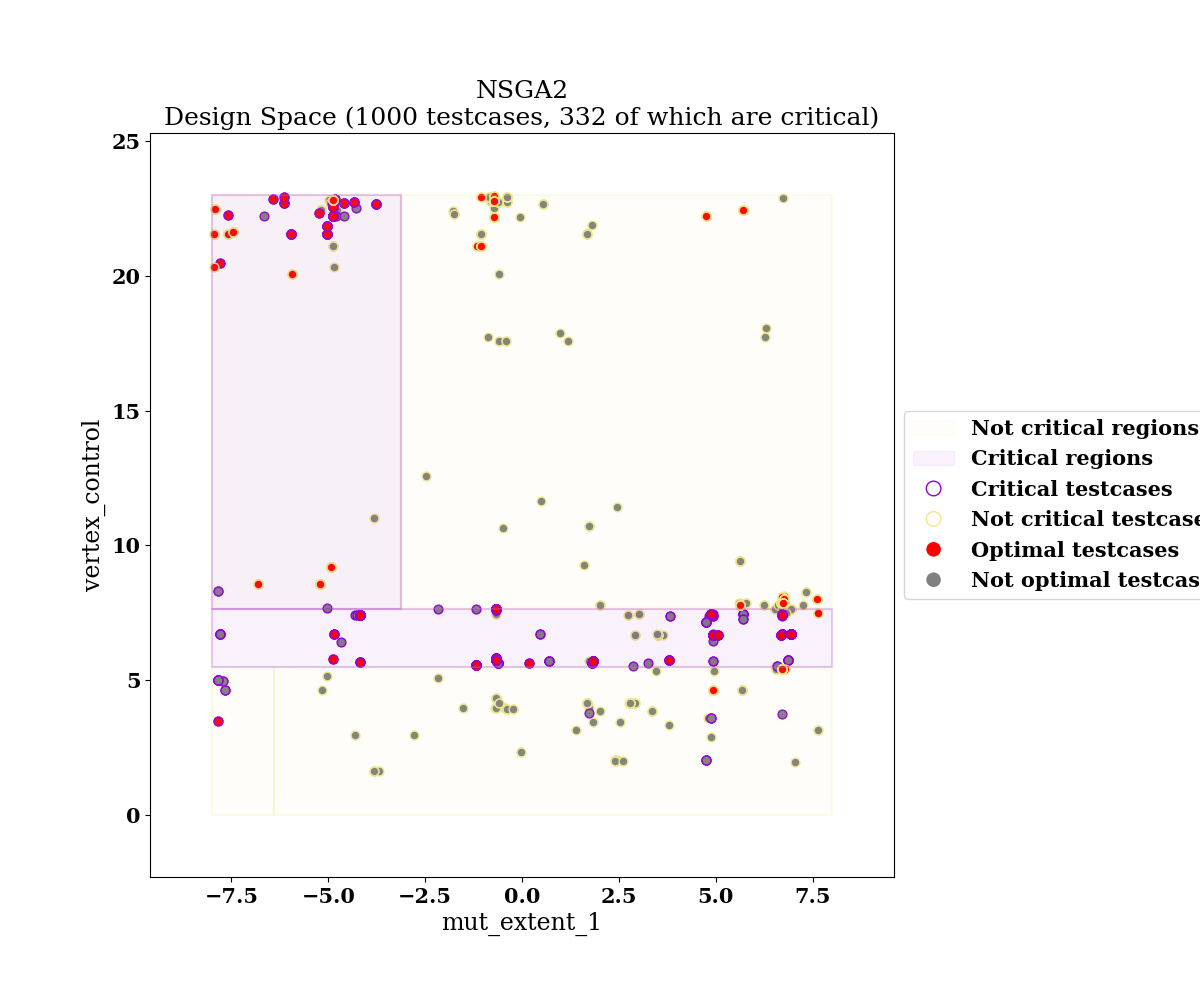 NSGA2
Design Space (1000 testcases, 332 of which are critical)
25
20
15
10
5
0
vertex_control
−7.5
−5.0
−2.5
0.0
2.5
5.0
7.5
mut_extent_1
Not critical regions
Critical regions
Critical testcases
Not critical testcase
Optimal testcases
Not optimal testcas